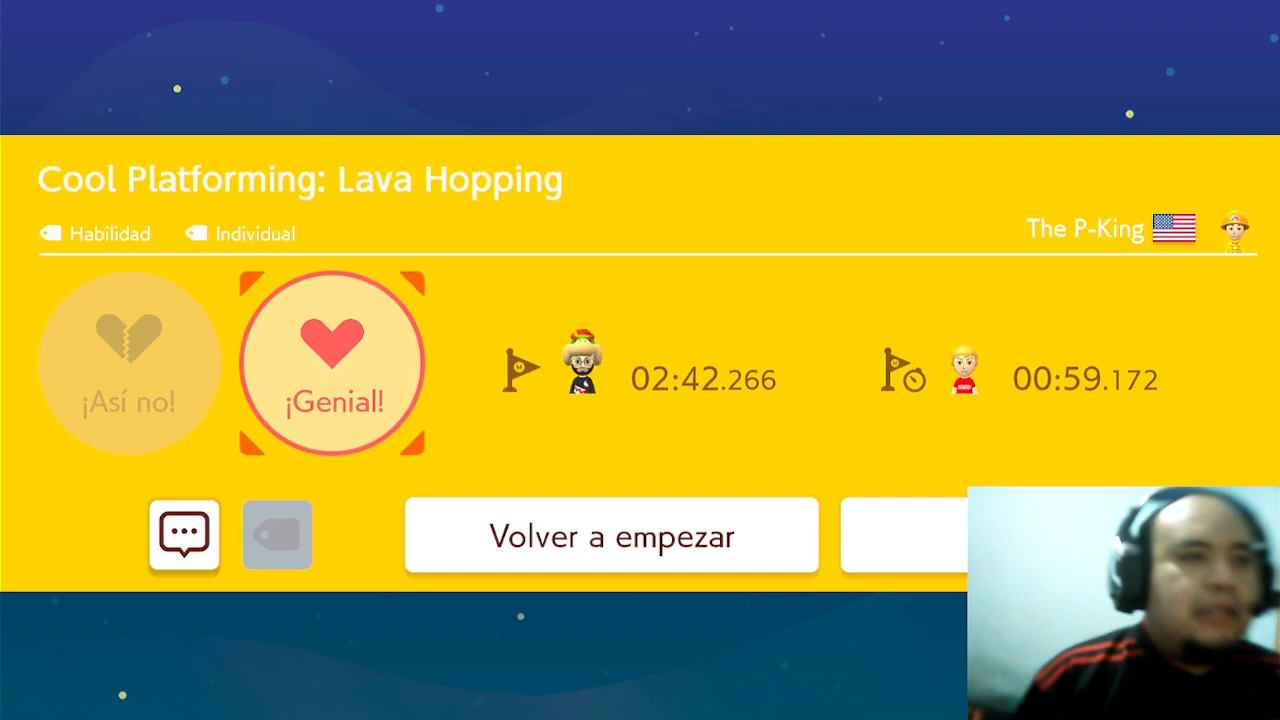 Cool Platforming: Lava Hopping
Habilidad Individual
The P-King
¡Así no! ¡Genial! 02:42.266 00:59.172
Volver a empezar